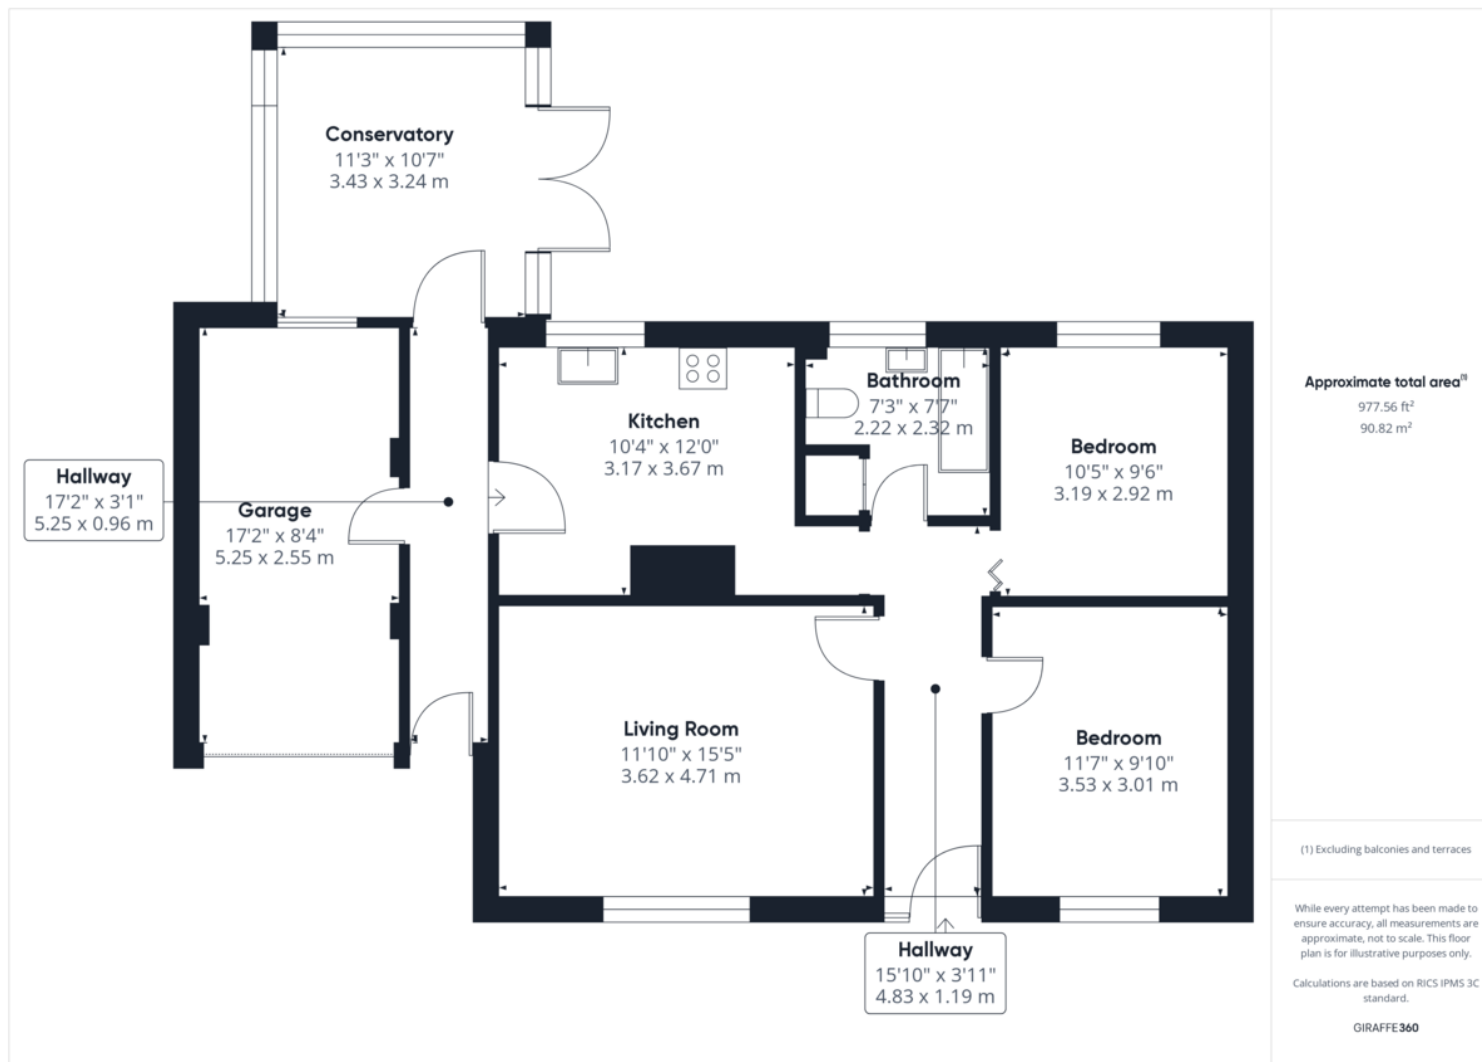 Conservatory
11'3" x 10'7"
3.43 x 3.24 m
Hallway
17'2" x 3'1"
5.25 x 0.96 m
Garage
17'2" x 8'4"
5.25 x 2.55 m
Kitchen
10'4" x 12'0"
3.17 x 3.67 m
Bathroom
7'3" x 7'7"
2.22 x 2.32 m
Bedroom
10'5" x 9'6"
3.19 x 2.92 m
Living Room
11'10" x 15'5"
3.62 x 4.71 m
Bedroom
11'7" x 9'10"
3.53 x 3.01 m
Hallway
15'10" x 3'11"
4.83 x 1.19 m
Approximate total area(1)
977.56 ft²
90.82 m²
(1) Excluding balconies and terraces
While every attempt has been made to
ensure accuracy, all measurements are
approximate, not to scale. This floor
plan is for illustrative purposes only.
Calculations are based on RICS IPMS 3C
standard.
GIRAFFE360